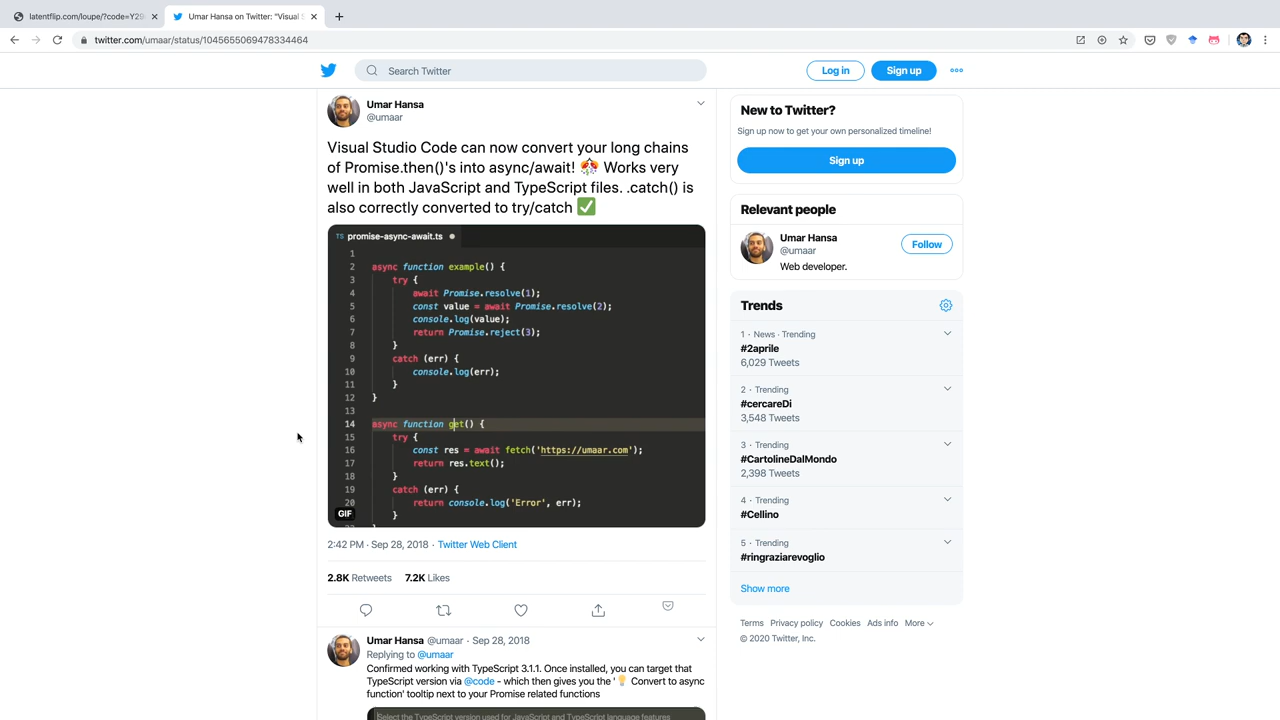 latentflip.com/loupe/?code=Y2
Umar Hansa on Twitter: "Visual S
twitter.com/umaar/status/1045655069478334464
Search Twitter
Log in
Sign up
Umar Hansa
@umaar
Visual Studio Code can now convert your long chains
of Promise.then()'s into async/await! 🎊 Works very
well in both JavaScript and TypeScript files. .catch() is
also correctly converted to try/catch ✅
TS promise-async-await.ts
1
2 async function example() {
3 try {
4 await Promise.resolve(1);
5 const value = await Promise.resolve(2);
6 console.log(value);
7 return Promise.reject(3);
8 }
9 catch (err) {
10 console.log(err);
11 }
12 }
13
14 async function get() {
15 try {
16 const res = await fetch('https://umaar.com');
17 return res.text();
18 }
19 catch (err) {
20 return console.log('Error', err);
}
GIF
2:42 PM · Sep 28, 2018 · Twitter Web Client
2.8K Retweets 7.2K Likes
Umar Hansa @umaar · Sep 28, 2018
Replying to @umaar
Confirmed working with TypeScript 3.1.1. Once installed, you can target that
TypeScript version via @code - which then gives you the '💡 Convert to async
function' tooltip next to your Promise related functions
Select the TypeScript version used for JavaScript and TypeScript language features
New to Twitter?
Sign up now to get your own personalized timeline!
Sign up
Relevant people
Umar Hansa
@umaar
Follow
Web developer.
Trends
1 · News · Trending
#2aprile
6,029 Tweets
2 · Trending
#cercareDi
3,548 Tweets
3 · Trending
#CartolineDalMondo
2,398 Tweets
4 · Trending
#Cellino
5 · Trending
#ringraziarevoglio
Show more
Terms Privacy policy Cookies Ads info More
© 2020 Twitter, Inc.